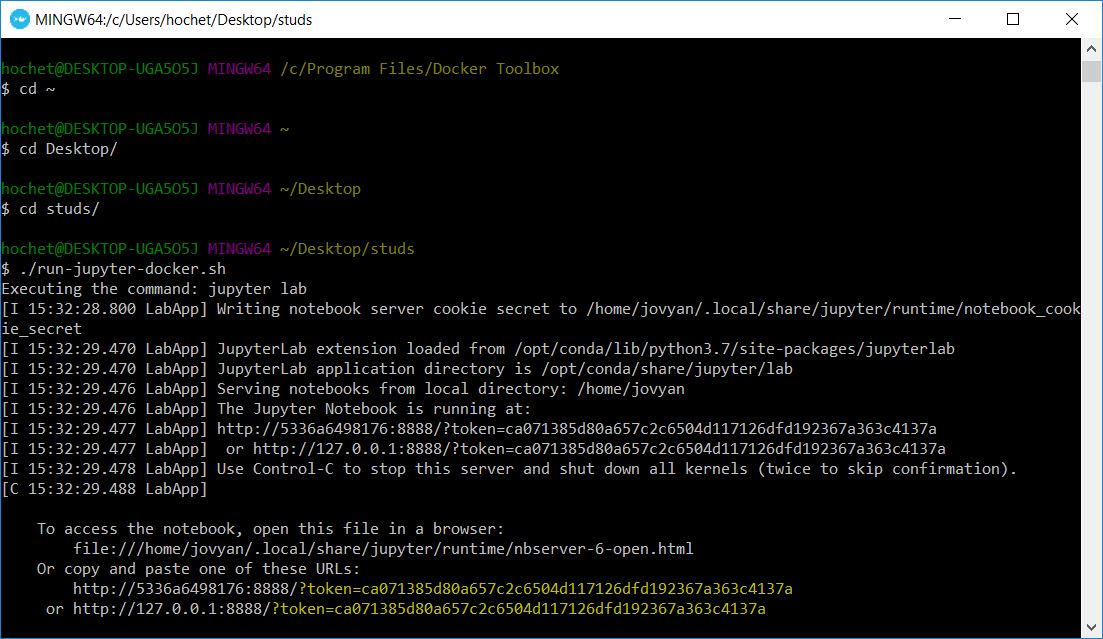 MINGW64:/c/Users/hochet/Desktop/studs
hochet@DESKTOP-UGA5O5J MINGW64 /c/Program Files/Docker Toolbox
$ cd ~
hochet@DESKTOP-UGA5O5J MINGW64 ~
$ cd Desktop/
hochet@DESKTOP-UGA5O5J MINGW64 ~/Desktop
$ cd studs/
hochet@DESKTOP-UGA5O5J MINGW64 ~/Desktop/studs
$ ./run-jupyter-docker.sh
Executing the command: jupyter lab
[I 15:32:28.800 LabApp] Writing notebook server cookie secret to /home/jovyan/.local/share/jupyter/runtime/notebook_cook
ie_secret
[I 15:32:29.470 LabApp] JupyterLab extension loaded from /opt/conda/lib/python3.7/site-packages/jupyterlab
[I 15:32:29.470 LabApp] JupyterLab application directory is /opt/conda/share/jupyter/lab
[I 15:32:29.476 LabApp] Serving notebooks from local directory: /home/jovyan
[I 15:32:29.476 LabApp] The Jupyter Notebook is running at:
[I 15:32:29.477 LabApp] http://5336a6498176:8888/?token=ca071385d80a657c2c6504d117126dfd192367a363c4137a
[I 15:32:29.477 LabApp]  or http://127.0.0.1:8888/?token=ca071385d80a657c2c6504d117126dfd192367a363c4137a
[I 15:32:29.478 LabApp] Use Control-C to stop this server and shut down all kernels (twice to skip confirmation).
[C 15:32:29.488 LabApp]
To access the notebook, open this file in a browser:
file:///home/jovyan/.local/share/jupyter/runtime/nbserver-6-open.html
Or copy and paste one of these URLs:
http://5336a6498176:8888/?token=ca071385d80a657c2c6504d117126dfd192367a363c4137a
or http://127.0.0.1:8888/?token=ca071385d80a657c2c6504d117126dfd192367a363c4137a